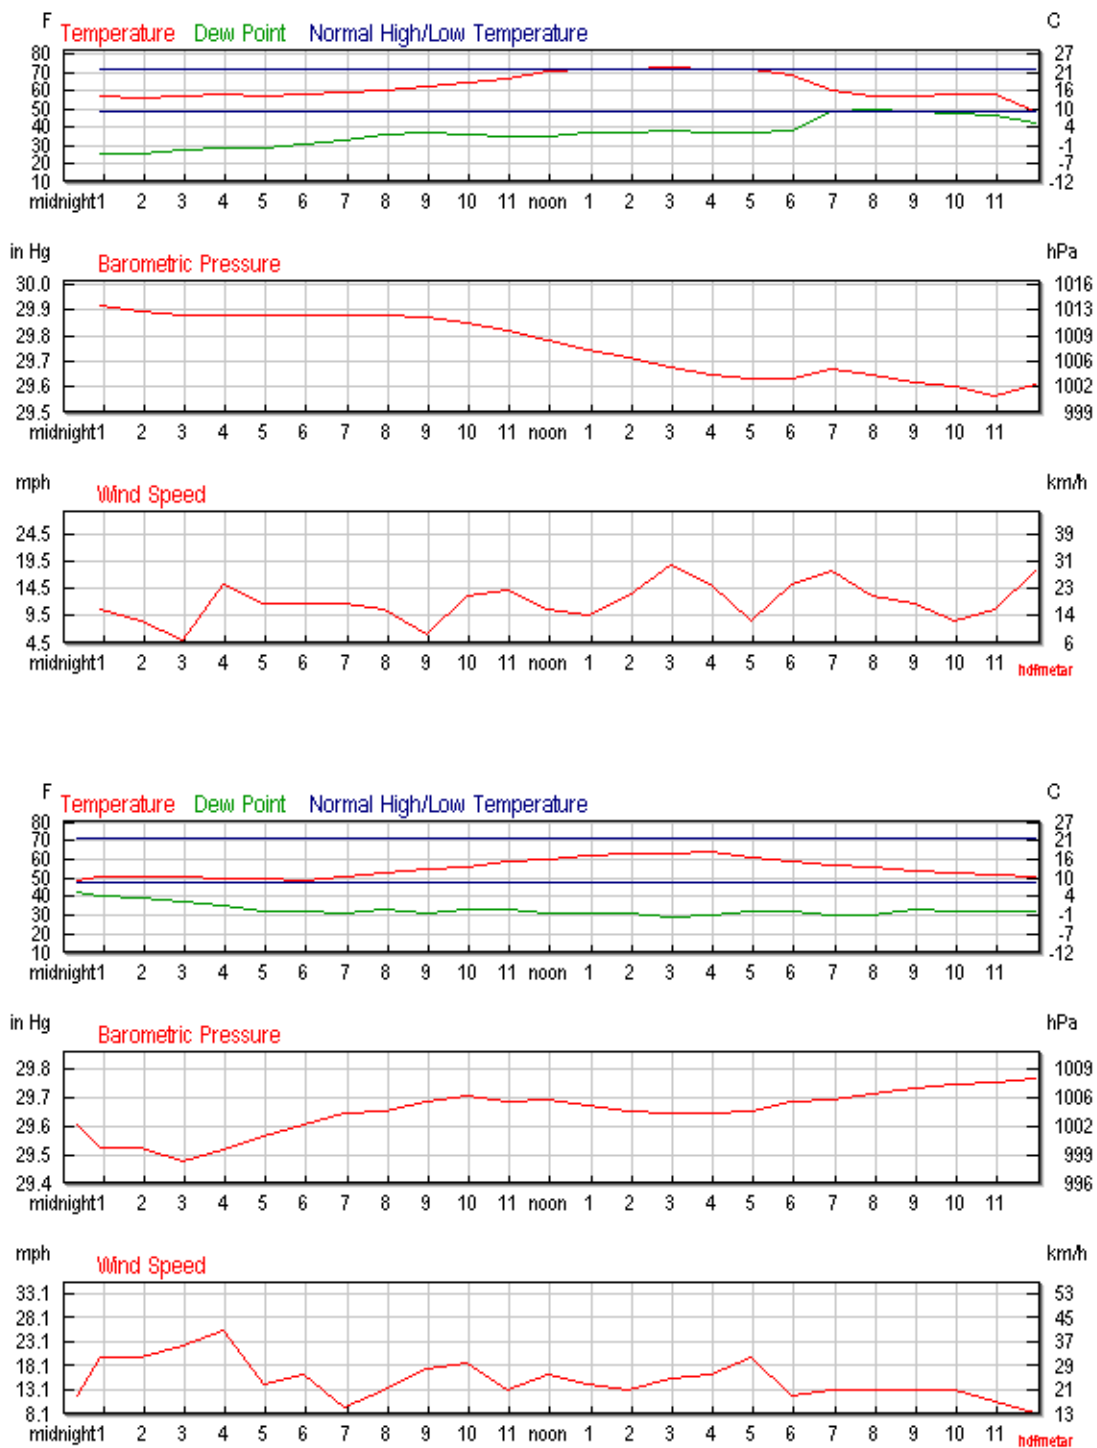 F C
Temperature Dew Point Normal High/Low Temperature
80 27
70 21
60 16
50 10
40 4
30 -1
20 -7
10 -12
midnight 1 2 3 4 5 6 7 8 9 10 11 noon 1 2 3 4 5 6 7 8 9 10 11
in Hg hPa
Barometric Pressure
30.0 1016
29.9 1013
29.8 1009
29.7 1006
29.6 1002
29.5 999
midnight 1 2 3 4 5 6 7 8 9 10 11 noon 1 2 3 4 5 6 7 8 9 10 11
mph km/h
Wind Speed
24.5 39
19.5 31
14.5 23
9.5 14
4.5 6
midnight 1 2 3 4 5 6 7 8 9 10 11 noon 1 2 3 4 5 6 7 8 9 10 11
hdfmetar
F C
Temperature Dew Point Normal High/Low Temperature
80 27
70 21
60 16
50 10
40 4
30 -1
20 -7
10 -12
midnight 1 2 3 4 5 6 7 8 9 10 11 noon 1 2 3 4 5 6 7 8 9 10 11
in Hg hPa
Barometric Pressure
29.8 1009
29.7 1006
29.6 1002
29.5 999
29.4 996
midnight 1 2 3 4 5 6 7 8 9 10 11 noon 1 2 3 4 5 6 7 8 9 10 11
mph km/h
Wind Speed
33.1 53
28.1 45
23.1 37
18.1 29
13.1 21
8.1 13
midnight 1 2 3 4 5 6 7 8 9 10 11 noon 1 2 3 4 5 6 7 8 9 10 11
hdfmetar